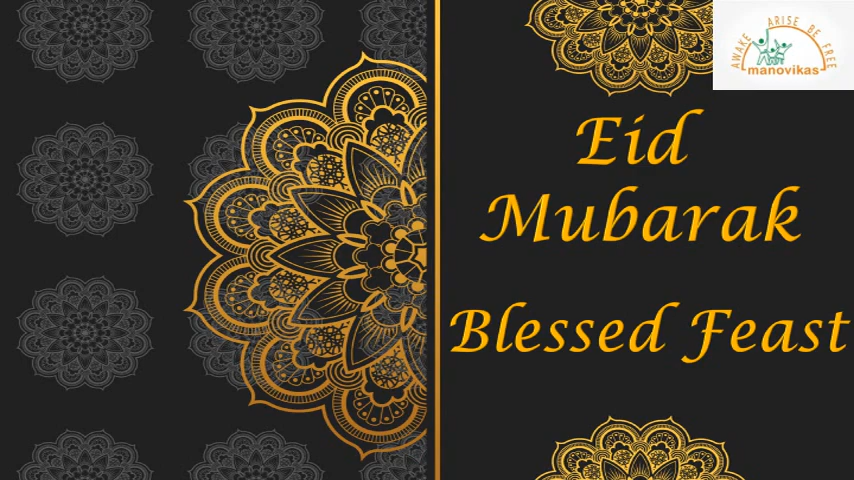 AWAKE ARISE BE FREE
manovikas
Eid
Mubarak
Blessed Feast